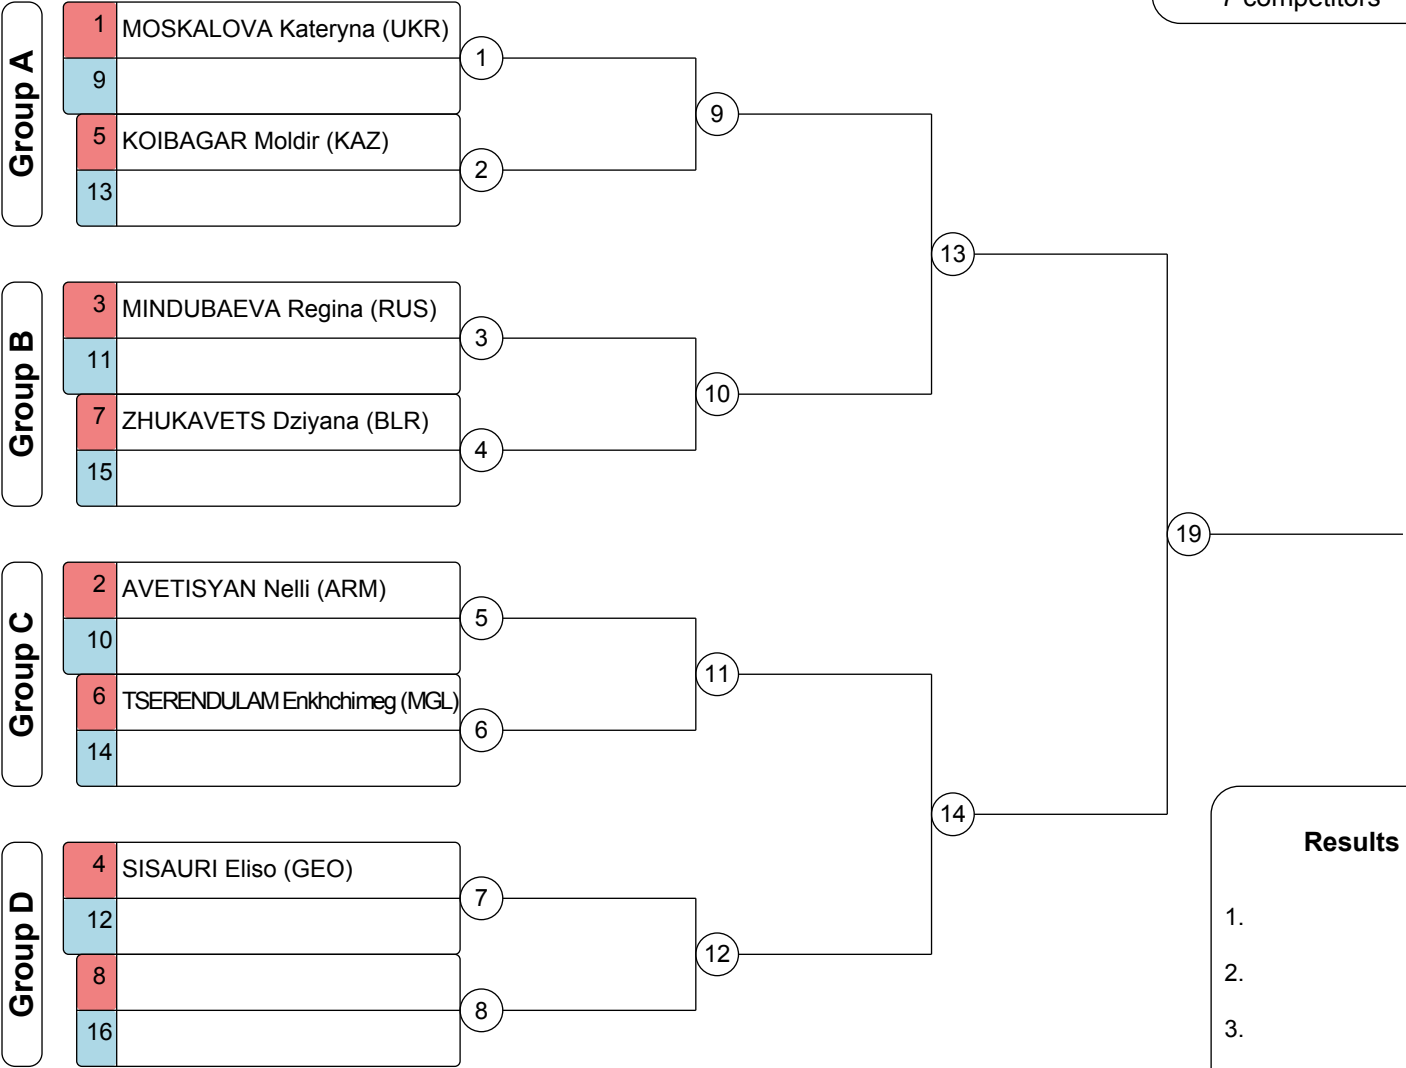 7 competitors
Group A
1 MOSKALOVA Kateryna (UKR)
1
9
5 KOIBAGAR Moldir (KAZ)
2
13
9
Group B
3 MINDUBAEVA Regina (RUS)
3
11
7 ZHUKAVETS Dziyana (BLR)
4
15
10
13
Group C
2 AVETISYAN Nelli (ARM)
5
10
6 TSERENDULAM Enkhchimeg (MGL)
6
14
11
Group D
4 SISAURI Eliso (GEO)
7
12
8
8
16
12
14
19
Results
1.
2.
3.